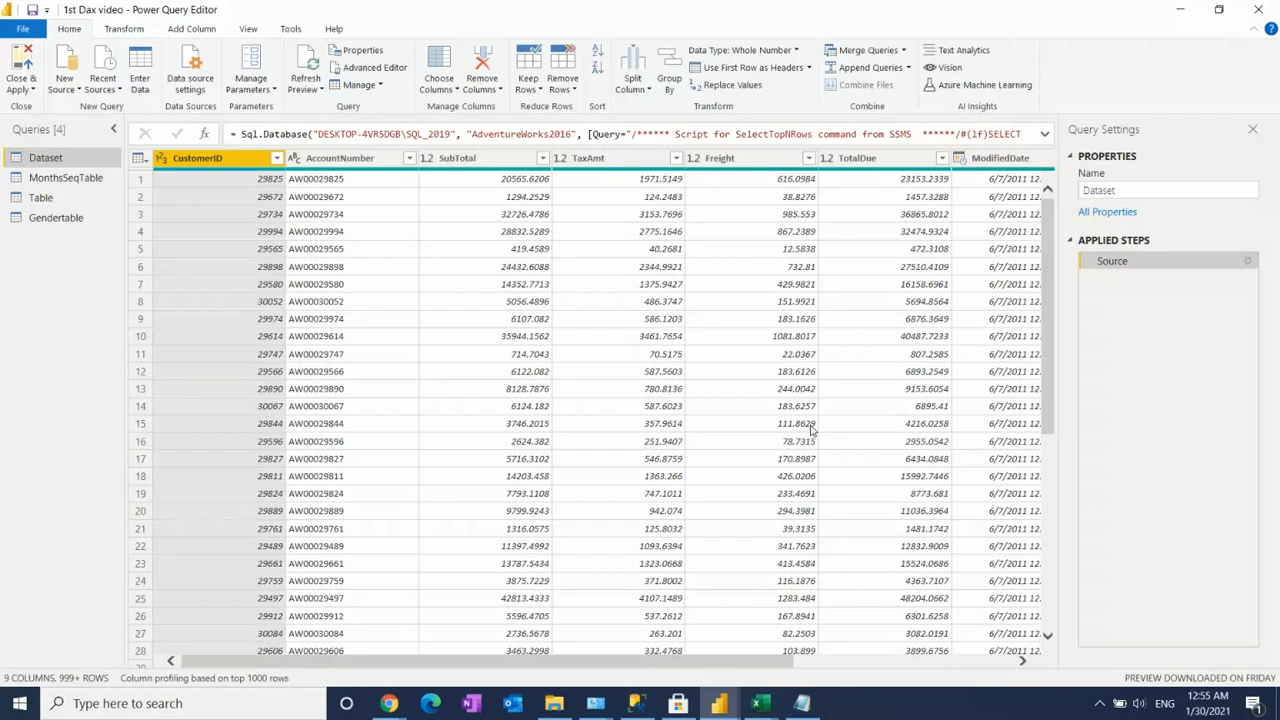 1st Dax video - Power Query Editor
File Home Transform Add Column View Tools Help
Close & Apply New Source Recent Sources Enter Data Data source settings Manage Parameters Refresh Preview Properties Advanced Editor Manage Choose Columns Remove Columns Keep Rows Remove Rows Split Column Group By Data Type: Whole Number Use First Row as Headers Replace Values Merge Queries Append Queries Combine Files Text Analytics Vision Azure Machine Learning
Close New Query Data Sources Parameters Query Manage Columns Reduce Rows Sort Transform Combine AI Insights
Queries [4]
Dataset
MonthsSeqTable
Table
Gendertable
fx = Sql.Database("DESKTOP-4VR5DGB\SQL_2019", "AdventureWorks2016", [Query="/****** Script for SelectTopNRows command from SSMS ******/#(lf)SELECT
123 CustomerID ABC AccountNumber 1.2 SubTotal 1.2 TaxAmt 1.2 Freight 1.2 TotalDue ModifiedDate
1 29825 AW00029825 20565.6206 1971.5149 616.0984 23153.2339 6/7/2011 12.
2 29672 AW00029672 1294.2529 124.2483 38.8276 1457.3288 6/7/2011 12.
3 29734 AW00029734 32726.4786 3153.7696 985.553 36865.8012 6/7/2011 12.
4 29994 AW00029994 28832.5289 2775.1646 867.2389 32474.9324 6/7/2011 12.
5 29565 AW00029565 419.4589 40.2681 12.5838 472.3108 6/7/2011 12.
6 29898 AW00029898 24432.6088 2344.9921 732.81 27510.4109 6/7/2011 12.
7 29580 AW00029580 14352.7713 1375.9427 429.9821 16158.6961 6/7/2011 12.
8 30052 AW00030052 5056.4896 486.3747 151.9921 5694.8564 6/7/2011 12.
9 29974 AW00029974 6107.082 586.1203 183.1626 6876.3649 6/7/2011 12.
10 29614 AW00029614 35944.1562 3461.7654 1081.8017 40487.7233 6/7/2011 12.
11 29747 AW00029747 714.7043 70.5175 22.0367 807.2585 6/7/2011 12.
12 29566 AW00029566 6122.082 587.5603 183.6126 6893.2549 6/7/2011 12.
13 29890 AW00029890 8128.7876 780.8136 244.0042 9153.6054 6/7/2011 12.
14 30067 AW00030067 6124.182 587.6023 183.6257 6895.41 6/7/2011 12.
15 29844 AW00029844 3746.2015 357.9614 111.8629 4216.0258 6/7/2011 12.
16 29596 AW00029596 2624.382 251.9407 78.7315 2955.0542 6/7/2011 12.
17 29827 AW00029827 5716.3102 546.8759 170.8987 6434.0848 6/7/2011 12.
18 29811 AW00029811 14203.458 1363.266 426.0206 15992.7446 6/7/2011 12.
19 29824 AW00029824 7793.1108 747.1011 233.4691 8773.681 6/7/2011 12.
20 29889 AW00029889 9799.9243 942.074 294.3981 11036.3964 6/7/2011 12.
21 29761 AW00029761 1316.0575 125.8032 39.3135 1481.1742 6/7/2011 12.
22 29489 AW00029489 11397.4992 1093.6394 341.7623 12832.9009 6/7/2011 12.
23 29661 AW00029661 13787.5434 1323.0668 413.4584 15524.0686 6/7/2011 12.
24 29759 AW00029759 3875.7229 371.8002 116.1876 4363.7107 6/7/2011 12.
25 29497 AW00029497 42813.4333 4107.1489 1283.484 48204.0662 6/7/2011 12.
26 29912 AW00029912 5596.4705 537.2612 167.8941 6301.6258 6/7/2011 12.
27 30084 AW00030084 2736.5678 263.201 82.2503 3082.0191 6/7/2011 12.
28 29606 AW00029606 3463.2998 332.4768 103.899 3899.6756 6/7/2011 12.
Query Settings
PROPERTIES
Name
Dataset
All Properties
APPLIED STEPS
Source
9 COLUMNS, 999+ ROWS Column profiling based on top 1000 rows PREVIEW DOWNLOADED ON FRIDAY
Type here to search
ENG
12:55 AM
1/30/2021
1